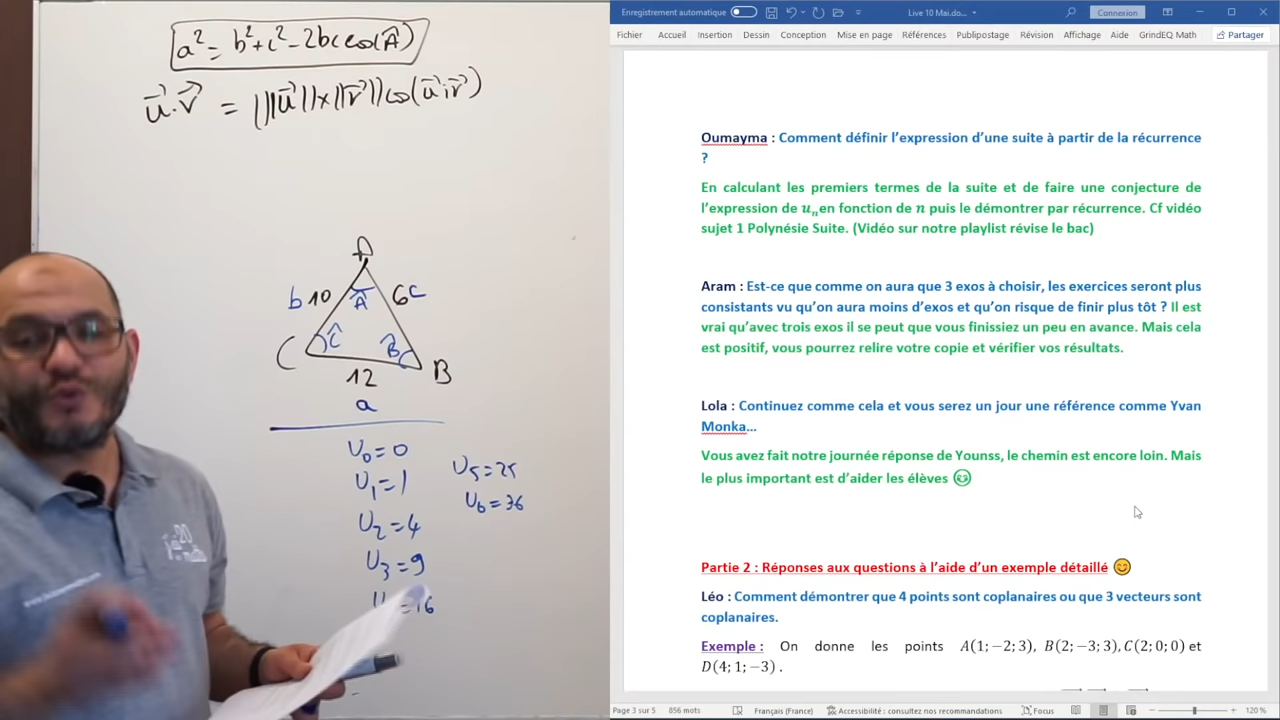 a² = b² + c² - 2bc cos(Â)
u⃗.v⃗ = ||u⃗|| × ||v⃗|| cos(u⃗;v⃗)
A
b 10 Â 6 c
C Ĉ B̂ B
12
a
U₀ = 0
U₁ = 1
U₂ = 4
U₃ = 9
U = 16
U₅ = 25
U₆ = 36
Enregistrement automatique
Live 10 Mai.do...
Connexion
Fichier Accueil Insertion Dessin Conception Mise en page Références Publipostage Révision Affichage Aide GrindEQ Math Partager
Oumayma : Comment définir l’expression d’une suite à partir de la récurrence
?
En calculant les premiers termes de la suite et de faire une conjecture de
l’expression de uₙen fonction de n puis le démontrer par récurrence. Cf vidéo
sujet 1 Polynésie Suite. (Vidéo sur notre playlist révise le bac)
Aram : Est-ce que comme on aura que 3 exos à choisir, les exercices seront plus
consistants vu qu’on aura moins d’exos et qu’on risque de finir plus tôt ? Il est
vrai qu’avec trois exos il se peut que vous finissiez un peu en avance. Mais cela
est positif, vous pourrez relire votre copie et vérifier vos résultats.
Lola : Continuez comme cela et vous serez un jour une référence comme Yvan
Monka...
Vous avez fait notre journée réponse de Younss, le chemin est encore loin. Mais
le plus important est d’aider les élèves 😁
Partie 2 : Réponses aux questions à l’aide d’un exemple détaillé 😊
Léo : Comment démontrer que 4 points sont coplanaires ou que 3 vecteurs sont
coplanaires.
Exemple : On donne les points A(1; −2; 3), B(2; −3; 3), C(2; 0; 0) et
D(4; 1; −3) .
Page 3 sur 5 856 mots Français (France) Accessibilité : consultez nos recommandations Focus 120 %